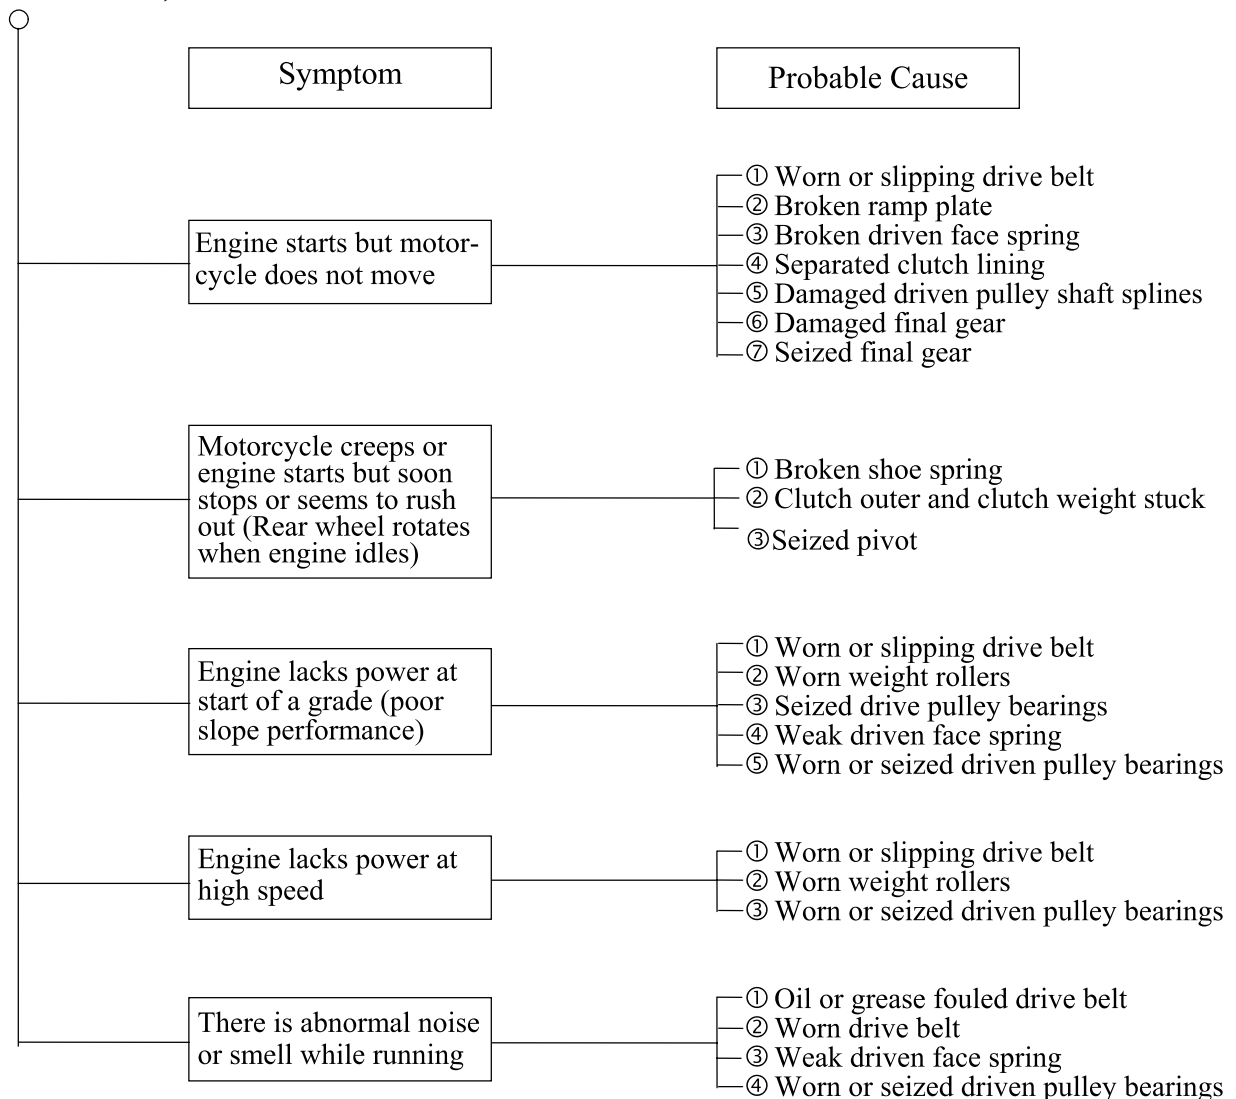 Symptom
Probable Cause
Engine starts but motor-
cycle does not move
① Worn or slipping drive belt
② Broken ramp plate
③ Broken driven face spring
④ Separated clutch lining
⑤ Damaged driven pulley shaft splines
⑥ Damaged final gear
⑦ Seized final gear
Motorcycle creeps or
engine starts but soon
stops or seems to rush
out (Rear wheel rotates
when engine idles)
① Broken shoe spring
② Clutch outer and clutch weight stuck
③Seized pivot
Engine lacks power at
start of a grade (poor
slope performance)
① Worn or slipping drive belt
② Worn weight rollers
③ Seized drive pulley bearings
④ Weak driven face spring
⑤ Worn or seized driven pulley bearings
Engine lacks power at
high speed
① Worn or slipping drive belt
② Worn weight rollers
③ Worn or seized driven pulley bearings
There is abnormal noise
or smell while running
① Oil or grease fouled drive belt
② Worn drive belt
③ Weak driven face spring
④ Worn or seized driven pulley bearings